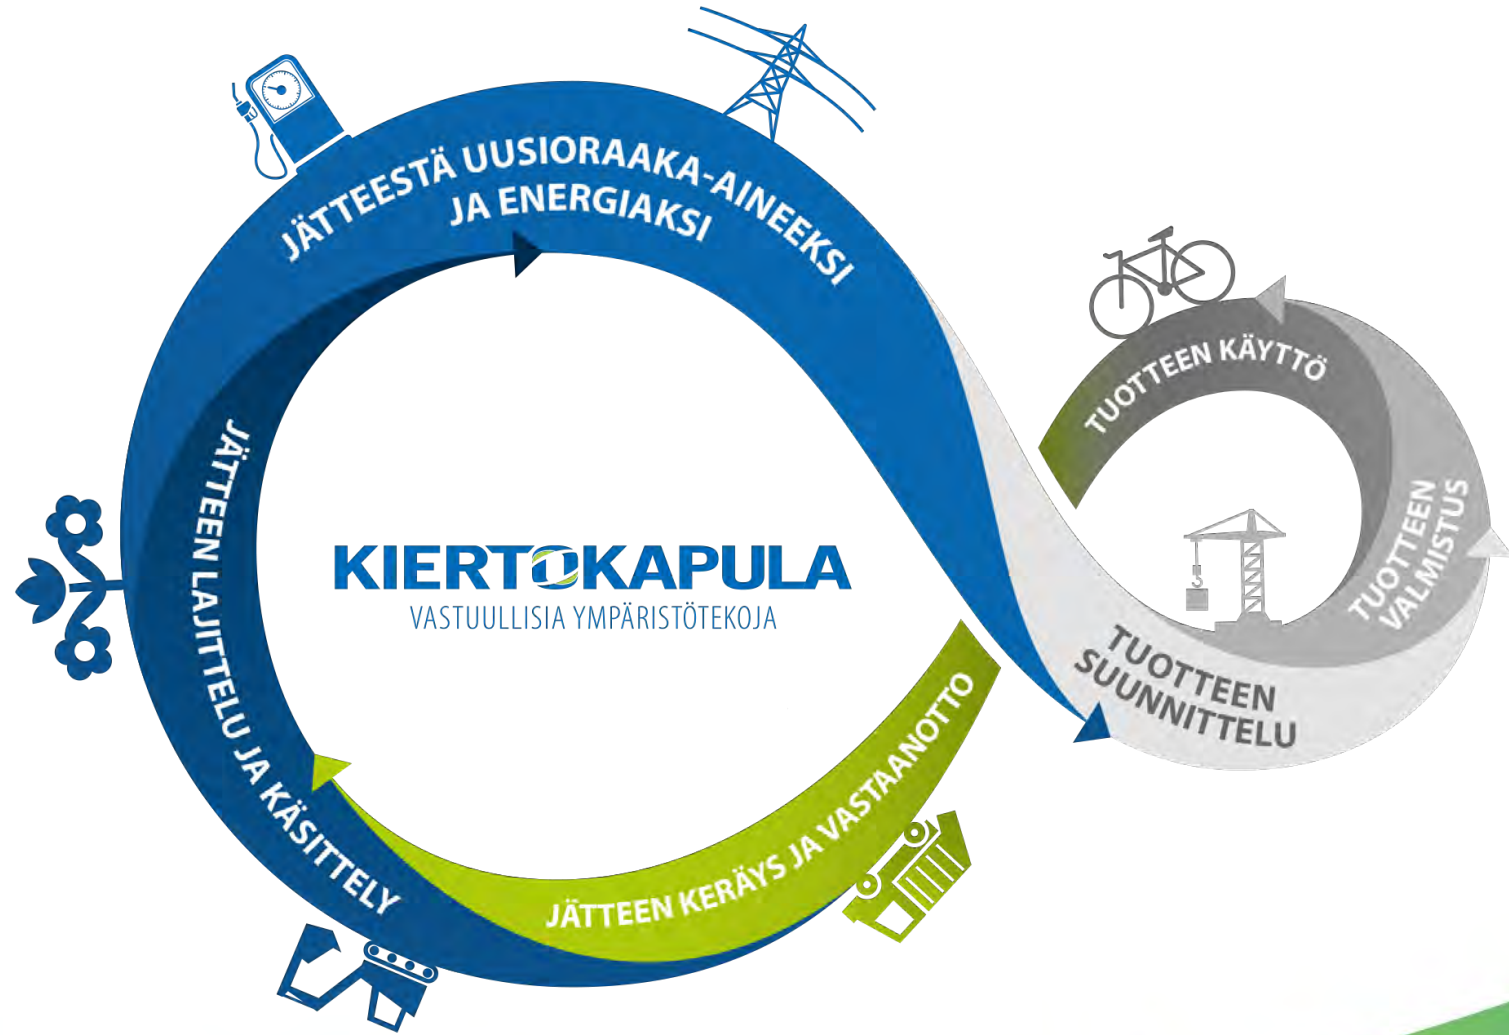 JÄTTEESTÄ UUSIORAAKA-AINEEKSI
JA ENERGIAKSI
TUOTTEEN KÄYTTÖ
TUOTTEEN
VALMISTUS
TUOTTEEN
SUUNNITTELU
JÄTTEEN LAJITTELU JA KÄSITTELY
KIERTOKAPULA
VASTUULLISIA YMPÄRISTÖTEKOJA
JÄTTEEN KERÄYS JA VASTAANOTTO